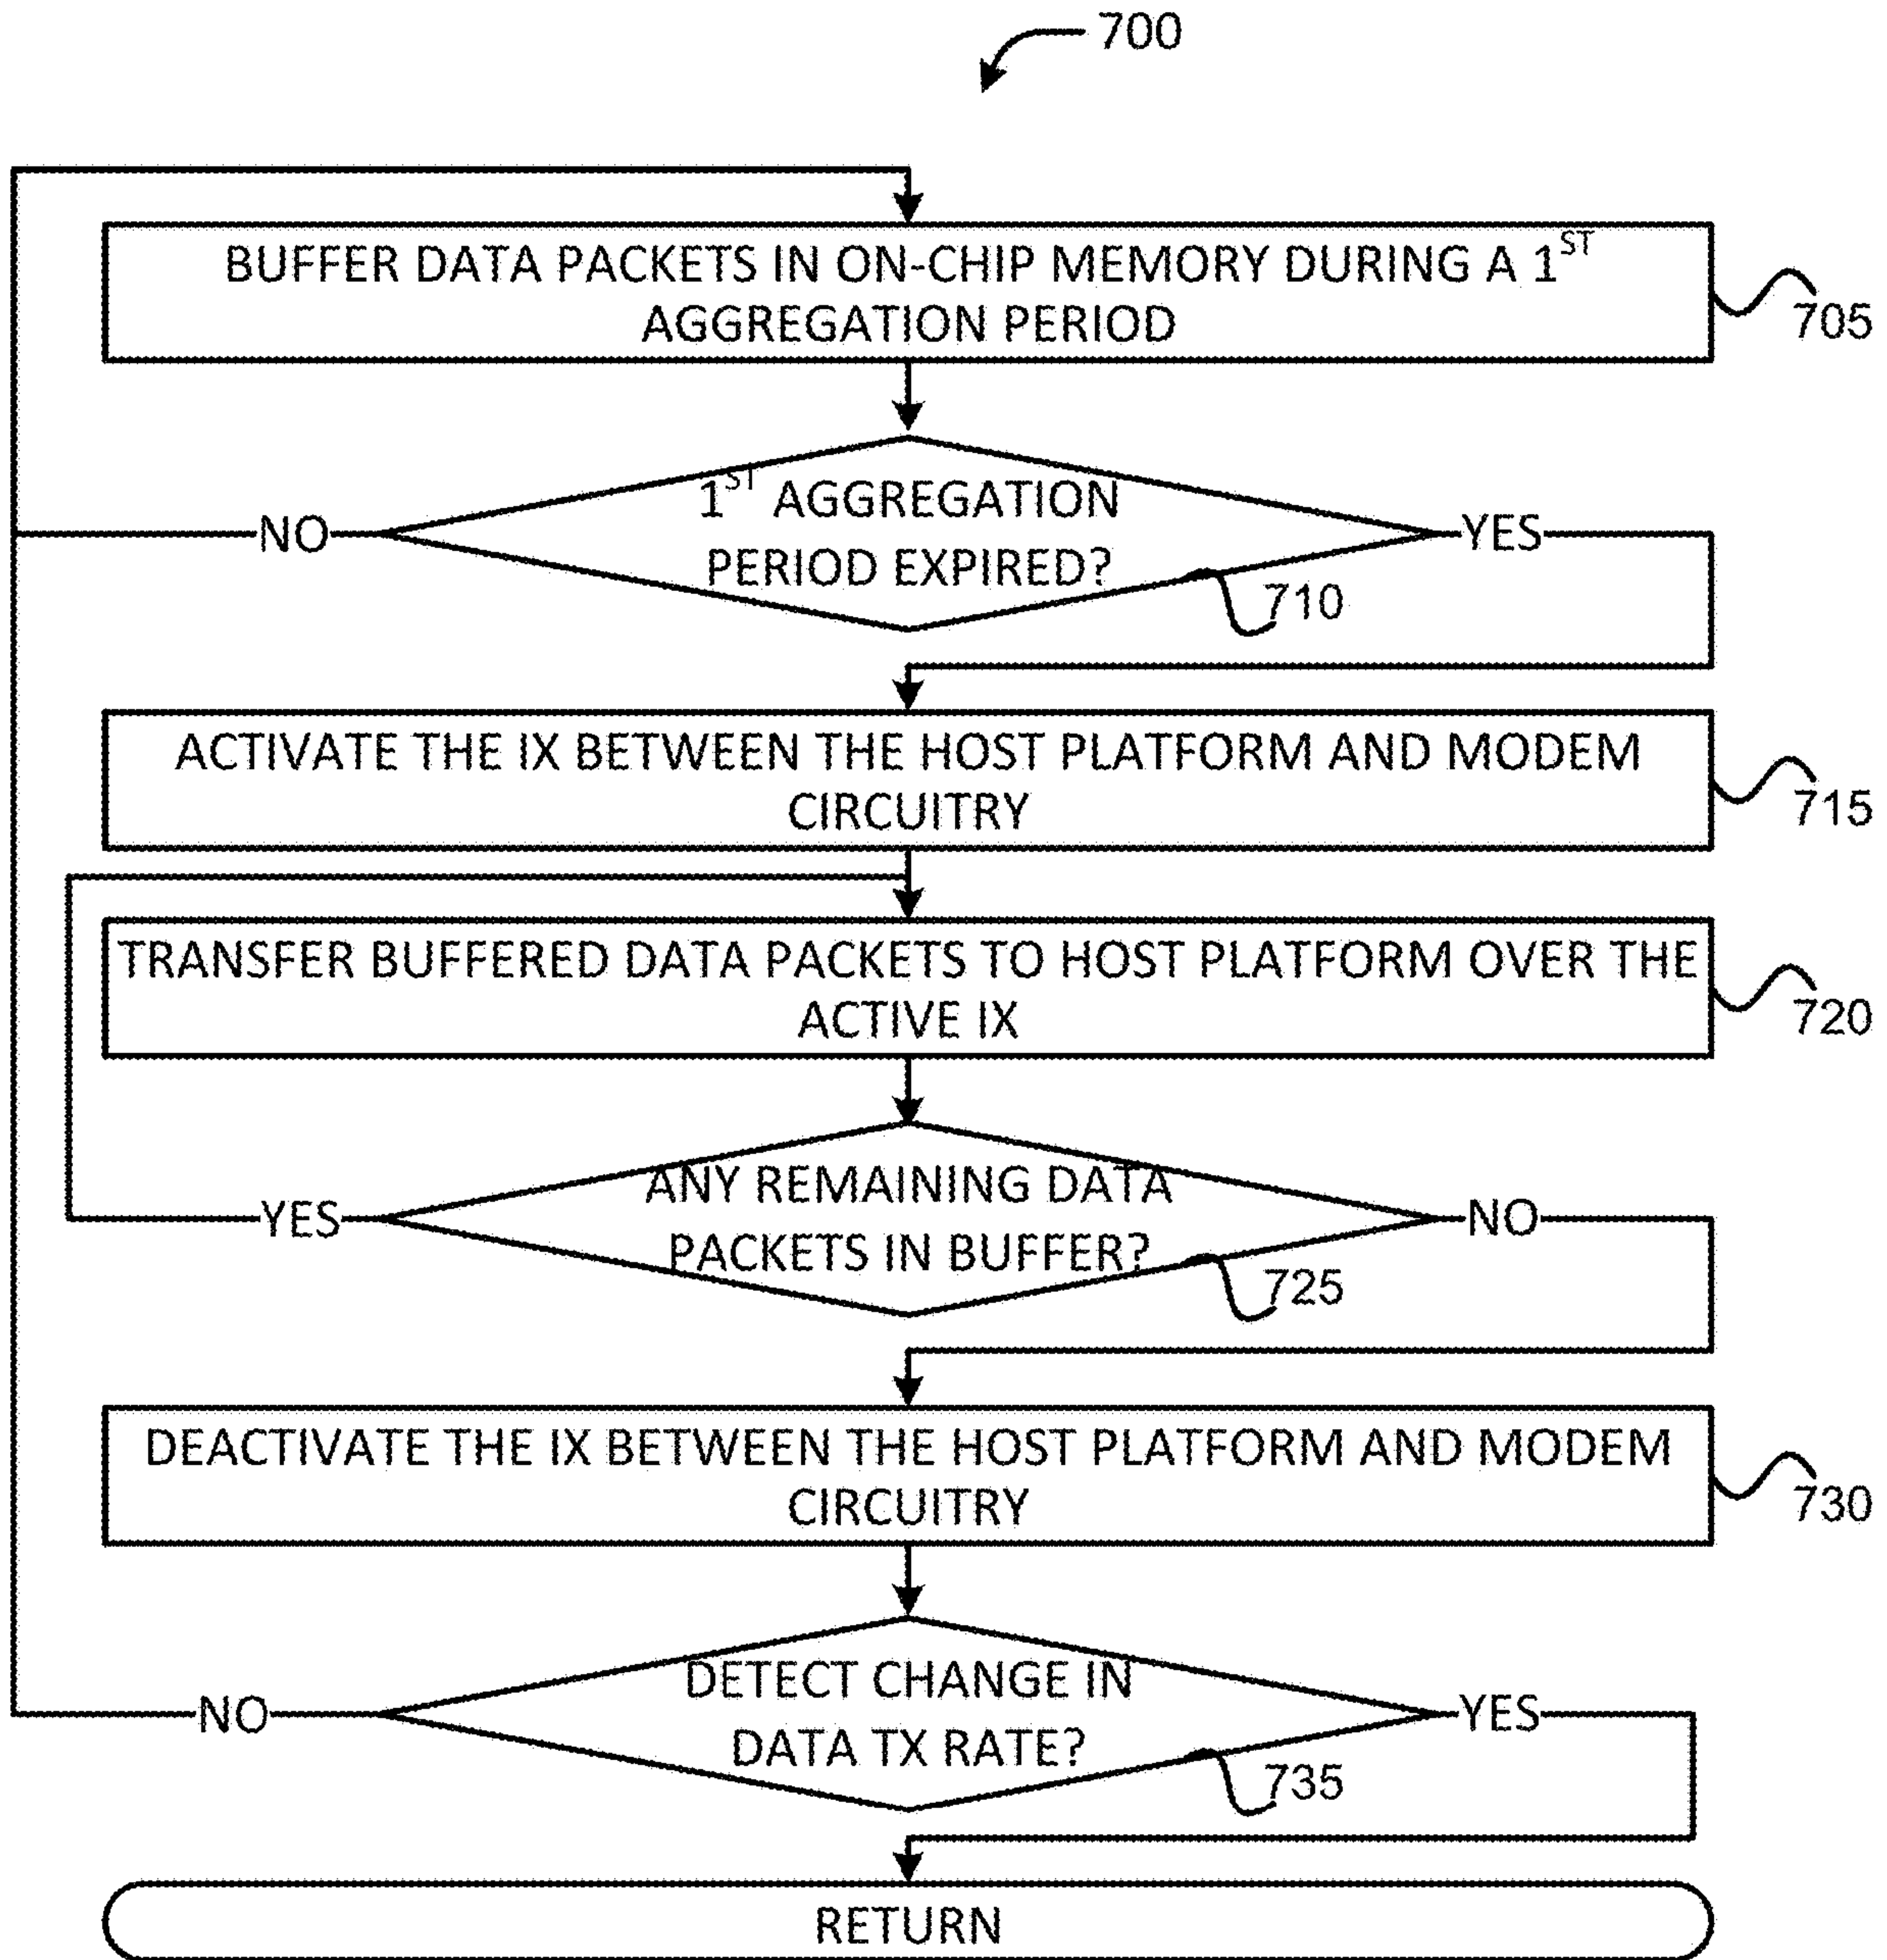 700
BUFFER DATA PACKETS IN ON-CHIP MEMORY DURING A 1ST
AGGREGATION PERIOD
705
1ST AGGREGATION
PERIOD EXPIRED?
NO
YES
710
ACTIVATE THE IX BETWEEN THE HOST PLATFORM AND MODEM
CIRCUITRY
715
TRANSFER BUFFERED DATA PACKETS TO HOST PLATFORM OVER THE
ACTIVE IX
720
ANY REMAINING DATA
PACKETS IN BUFFER?
YES
NO
725
DEACTIVATE THE IX BETWEEN THE HOST PLATFORM AND MODEM
CIRCUITRY
730
DETECT CHANGE IN
DATA TX RATE?
NO
YES
735
RETURN